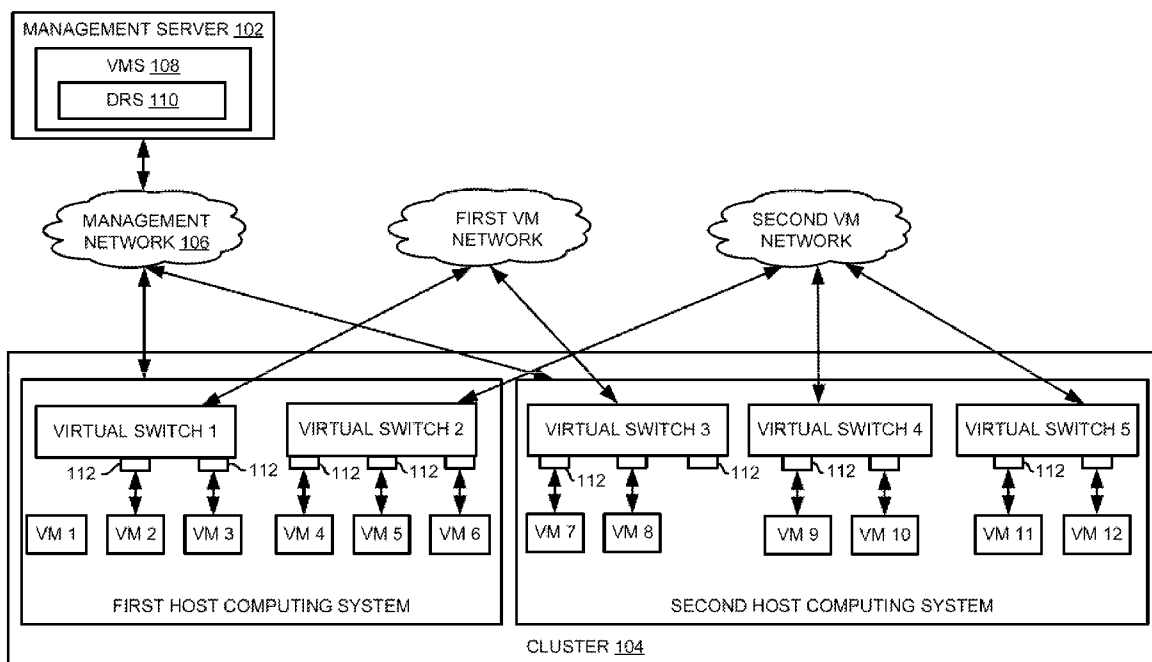 MANAGEMENT SERVER 102
VMS 108
DRS 110
MANAGEMENT
NETWORK 106
FIRST VM
NETWORK
SECOND VM
NETWORK
VIRTUAL SWITCH 1
VIRTUAL SWITCH 2
VIRTUAL SWITCH 3
VIRTUAL SWITCH 4
VIRTUAL SWITCH 5
112
112
112
112
112
112
112
112
VM 1
VM 2
VM 3
VM 4
VM 5
VM 6
VM 7
VM 8
VM 9
VM 10
VM 11
VM 12
FIRST HOST COMPUTING SYSTEM
SECOND HOST COMPUTING SYSTEM
CLUSTER 104